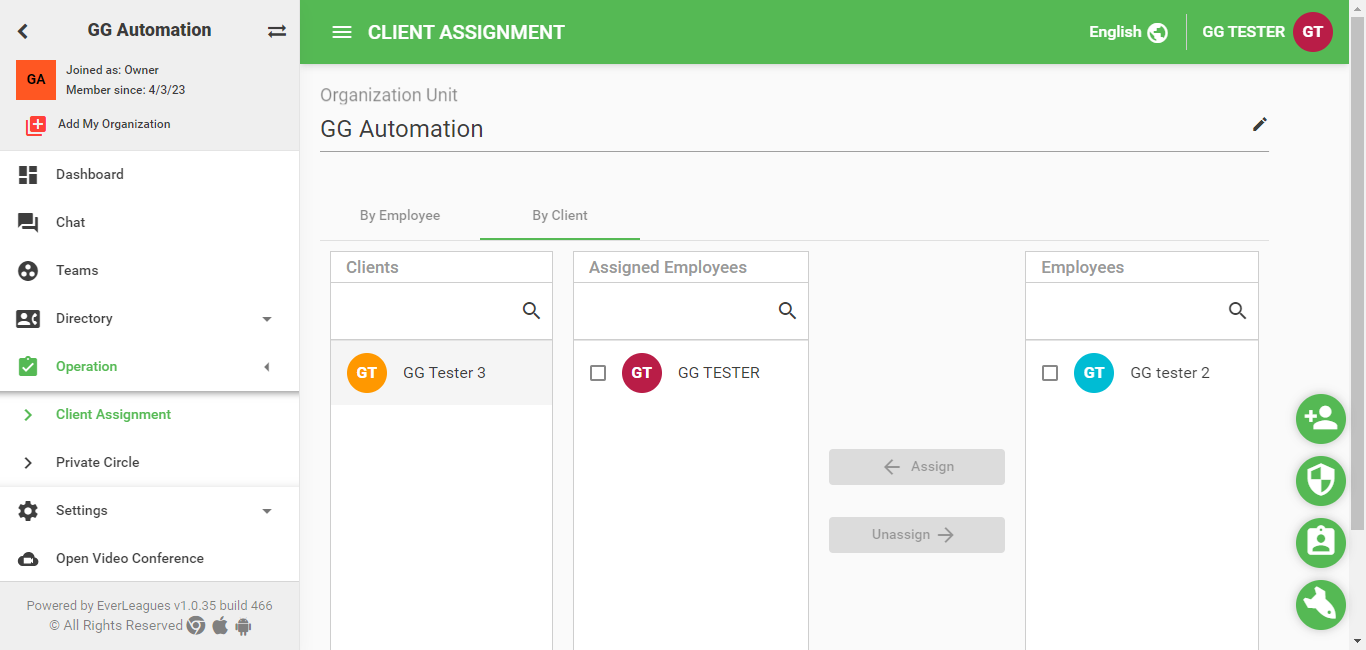 GG Automation
GA
Joined as: Owner
Member since: 4/3/23
Add My Organization
Dashboard
Chat
Teams
Directory
Operation
Client Assignment
Private Circle
Settings
Open Video Conference
Powered by EverLeagues v1.0.35 build 466
© All Rights Reserved
CLIENT ASSIGNMENT
English
GG TESTER
GT
Organization Unit
GG Automation
By Employee
By Client
Clients
GT
GG Tester 3
Assigned Employees
GT
GG TESTER
Assign
Unassign
Employees
GT
GG tester 2